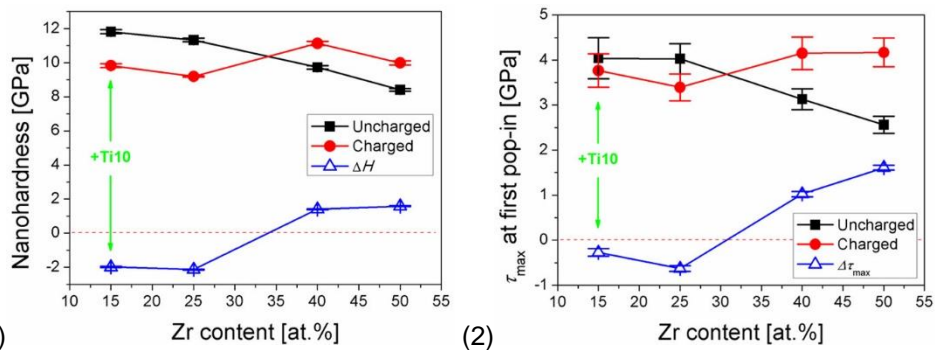 12
10
8
6
4
2
0
-2
Nanohardness [GPa]
Uncharged
Charged
ΔH
+Ti10
10 15 20 25 30 35 40 45 50 55
Zr content [at.%]
)
(2)
5
4
3
2
1
0
-1
τmax at first pop-in [GPa]
+Ti10
Uncharged
Charged
Δτmax
10 15 20 25 30 35 40 45 50 55
Zr content [at.%]